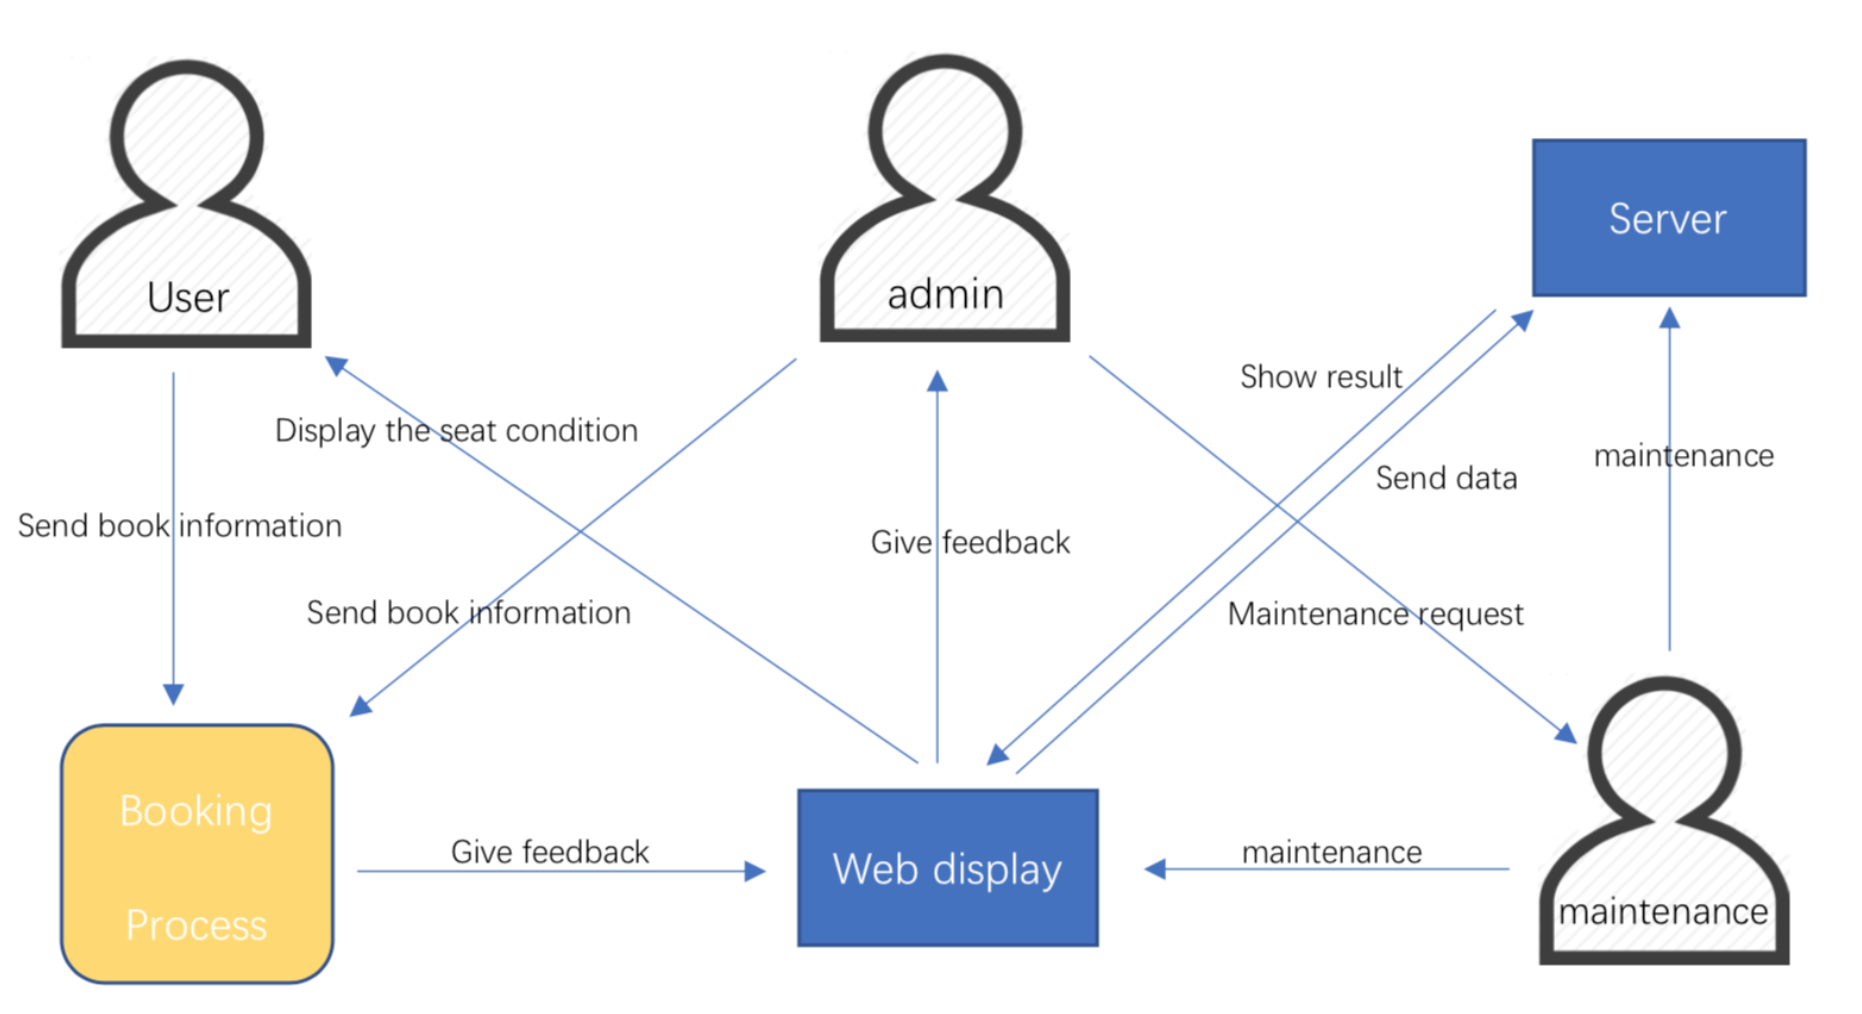 User
admin
Server
Show result
Display the seat condition
maintenance
Send data
Send book information
Give feedback
Send book information
Maintenance request
Booking
Process
Give feedback
Web display
maintenance
maintenance